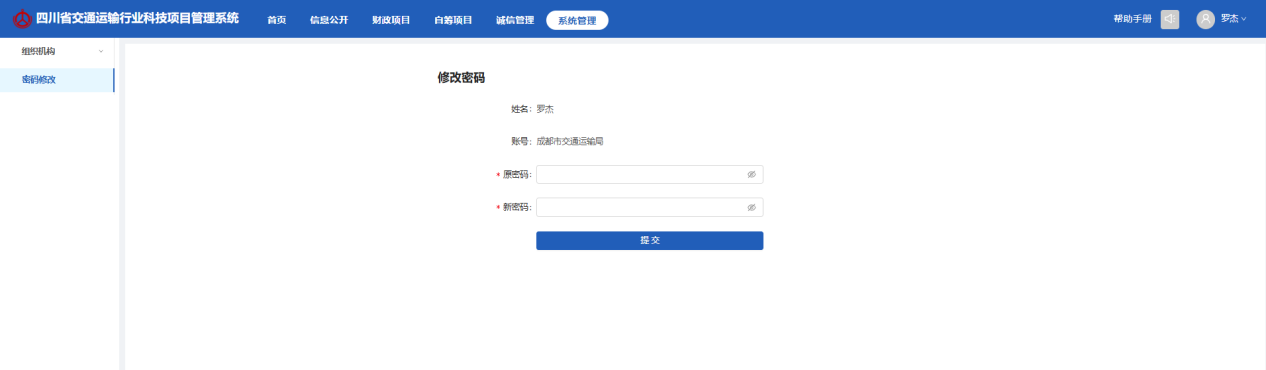 四川省交通运输行业科技项目管理系统 首页 信息公开 财政项目 自筹项目 诚信管理 系统管理 帮助手册 罗杰
组织机构
密码修改
修改密码
姓名：罗杰
账号：成都市交通运输局
* 原密码：
* 新密码：
提交